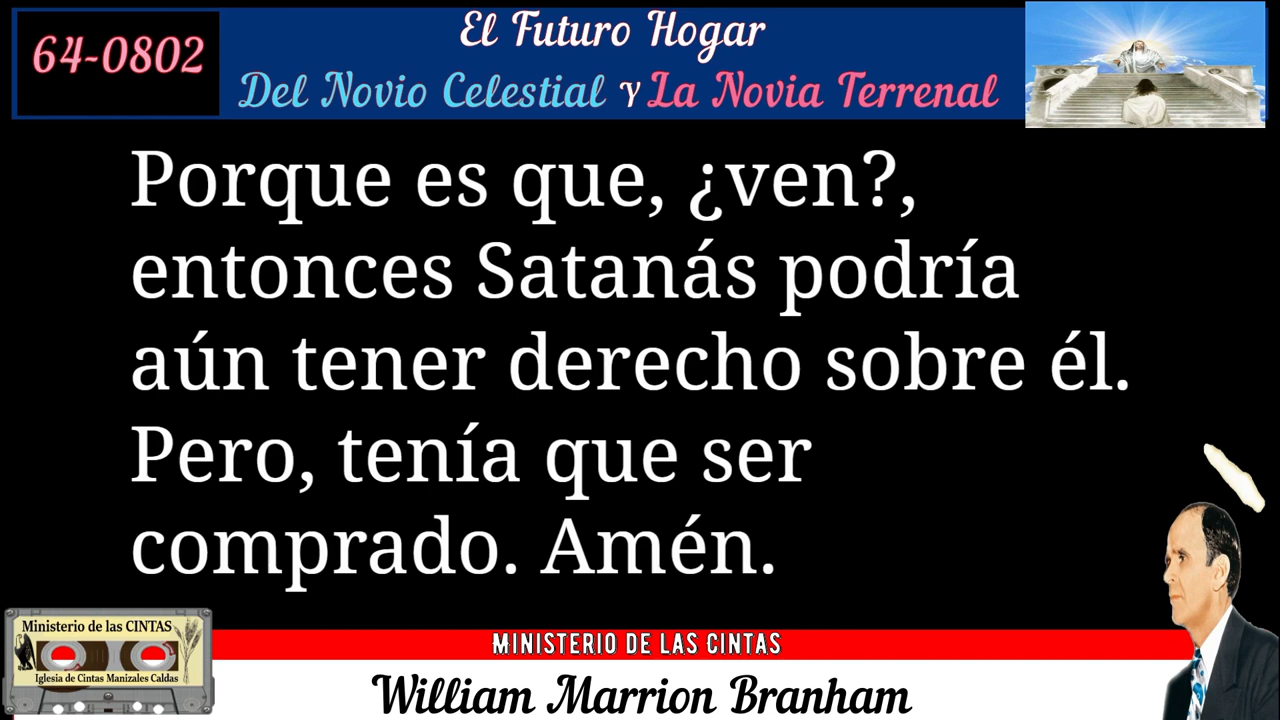 64-0802
El Futuro Hogar
Del Novio Celestial Y La Novia Terrenal
Porque es que, ¿ven?,
entonces Satanás podría
aún tener derecho sobre él.
Pero, tenía que ser
comprado. Amén.
Ministerio de las CINTAS
Iglesia de Cintas Manizales Caldas
MINISTERIO DE LAS CINTAS
William Marrion Branham